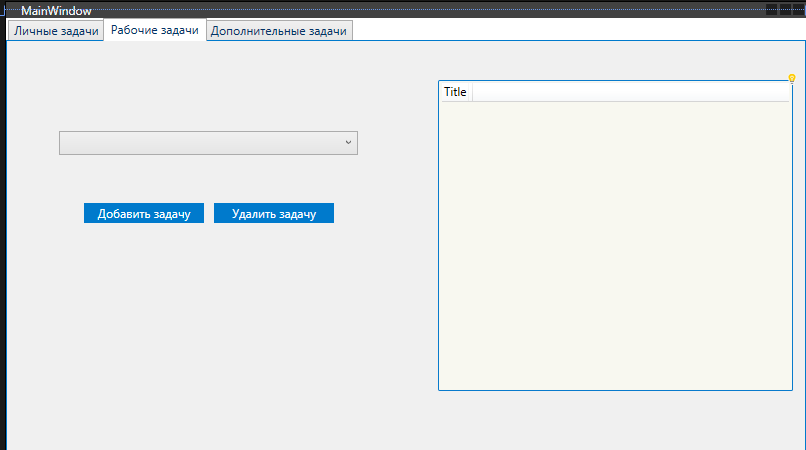 MainWindow
Личные задачи Рабочие задачи Дополнительные задачи
Title
Добавить задачу Удалить задачу